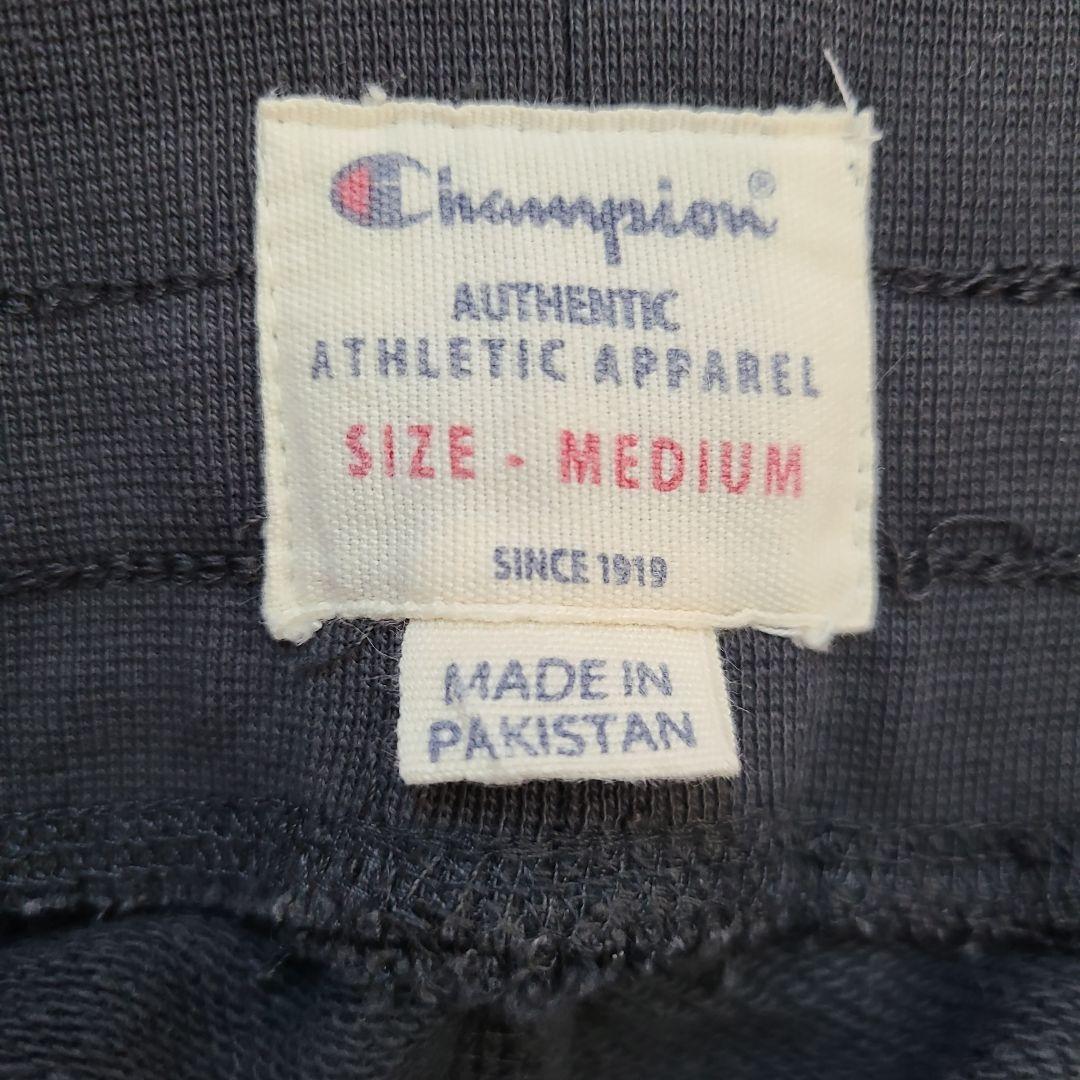 Champion®
AUTHENTIC
ATHLETIC APPAREL
SIZE - MEDIUM
SINCE 1919
MADE IN
PAKISTAN